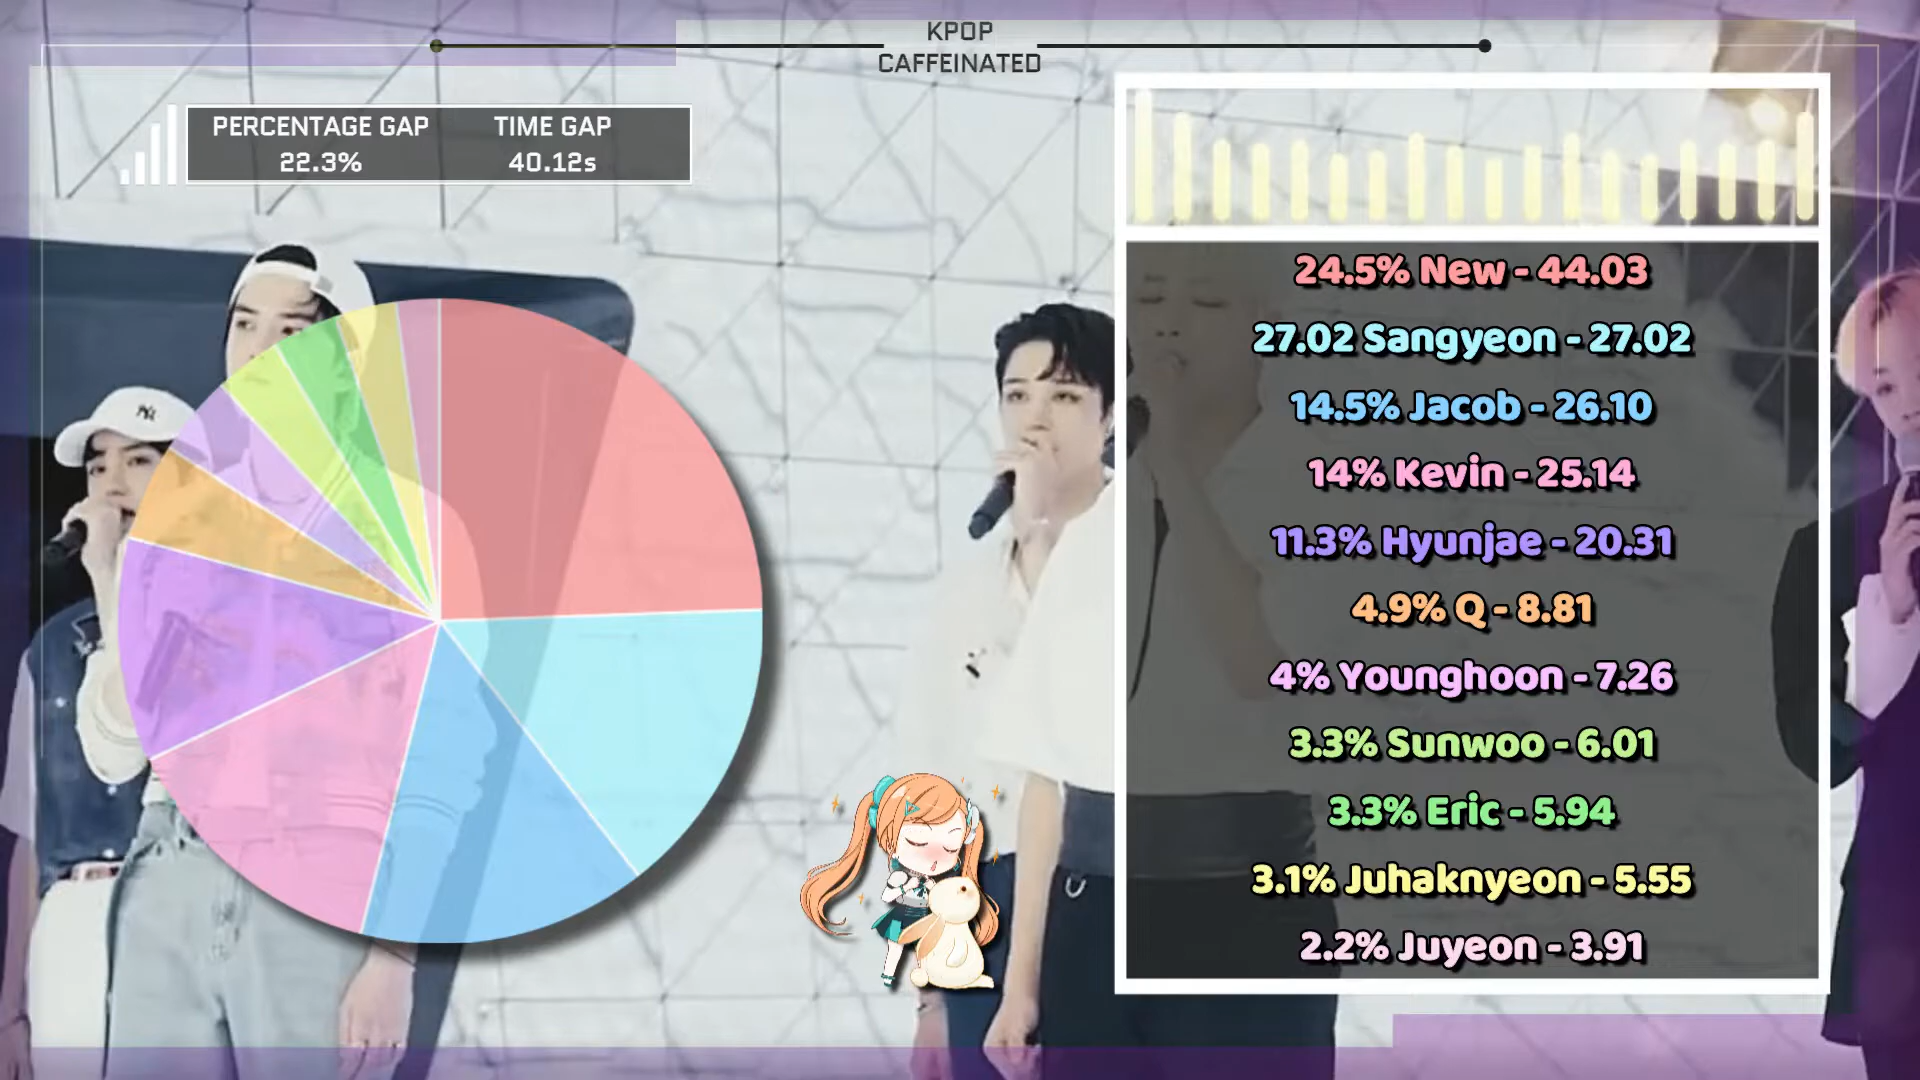 KPOP
CAFFEINATED
PERCENTAGE GAP
22.3%
TIME GAP
40.12s
24.5% New - 44.03
27.02 Sangyeon - 27.02
14.5% Jacob - 26.10
14% Kevin - 25.14
11.3% Hyunjae - 20.31
4.9% Q - 8.81
4% Younghoon - 7.26
3.3% Sunwoo - 6.01
3.3% Eric - 5.94
3.1% Juhaknyeon - 5.55
2.2% Juyeon - 3.91